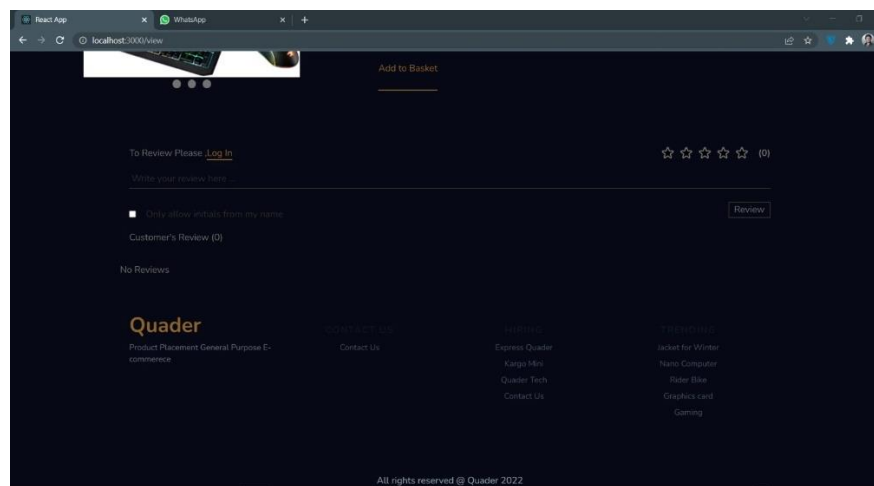 React App
WhatsApp
localhost:3000/view
Add to Basket
To Review Please ,Log In
(0)
Write your review here ...
Only allow initials from my name
Review
Customer's Review (0)
No Reviews
Quader
Product Placement General Purpose E-
commerece
CONTACT US
Contact Us
HIRING
Express Quader
Kargo Mini
Quader Tech
Contact Us
TRENDING
Jacket for Winter
Nano Computer
Rider Bike
Graphics card
Gaming
All rights reserved @ Quader 2022